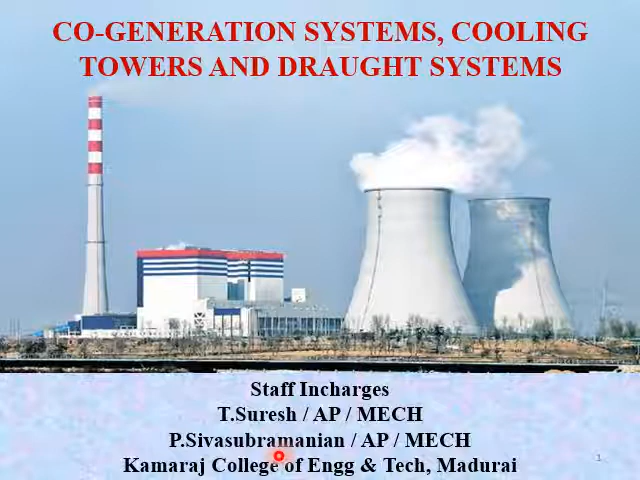 CO-GENERATION SYSTEMS, COOLING
TOWERS AND DRAUGHT SYSTEMS
Staff Incharges
T.Suresh / AP / MECH
P.Sivasubramanian / AP / MECH
Kamaraj College of Engg & Tech, Madurai
1